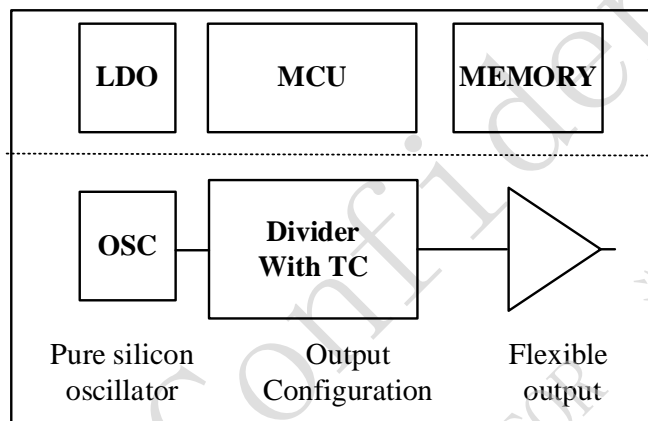 LDO MCU MEMORY
OSC Divider
With TC
Pure silicon Output Flexible
oscillator Configuration output